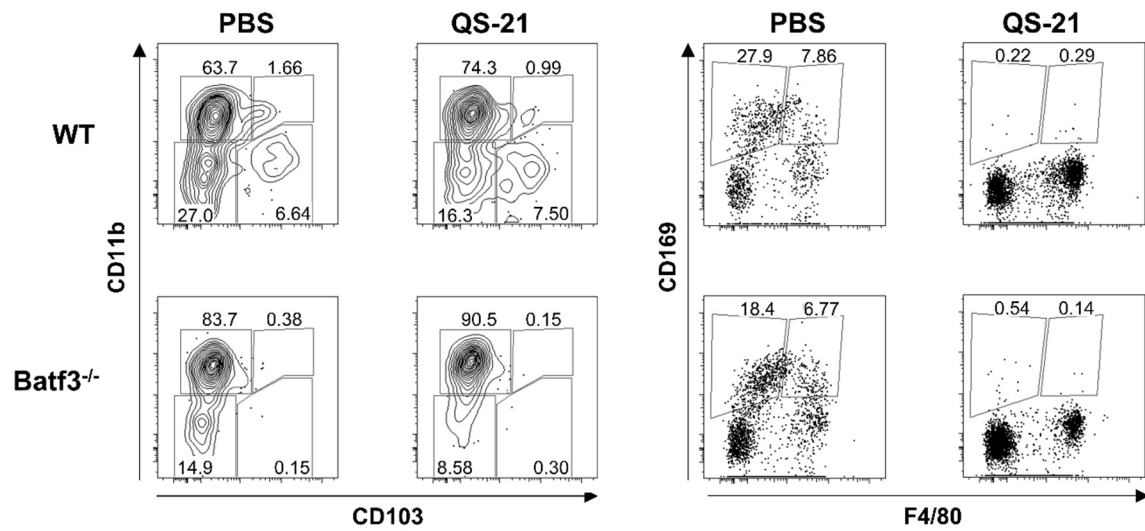 PBS QS-21 PBS QS-21
63.7 1.66 74.3 0.99 27.9 7.86 0.22 0.29
WT
27.0 6.64 16.3 7.50
CD11b
CD169
83.7 0.38 90.5 0.15 18.4 6.77 0.54 0.14
Batf3-/-
14.9 0.15 8.58 0.30
CD103 F4/80